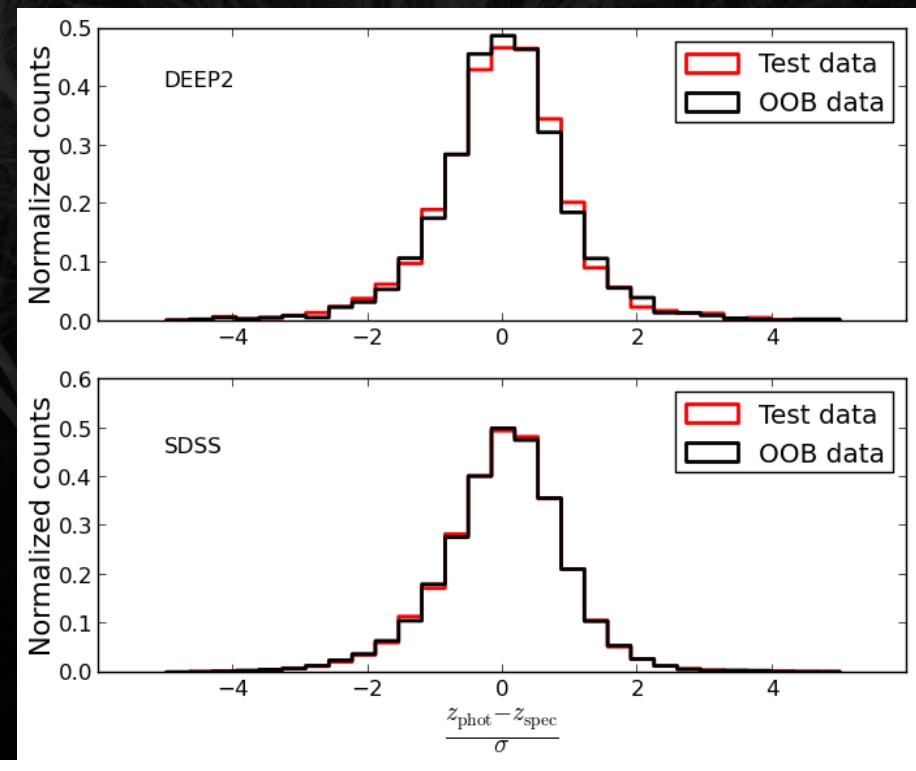 0.5
0.4
0.3
0.2
0.1
0.0
Normalized counts
DEEP2
Test data
OOB data
−4 −2 0 2 4
0.6
0.5
0.4
0.3
0.2
0.1
0.0
Normalized counts
SDSS
Test data
OOB data
−4 −2 0 2 4
z_phot − z_spec
σ